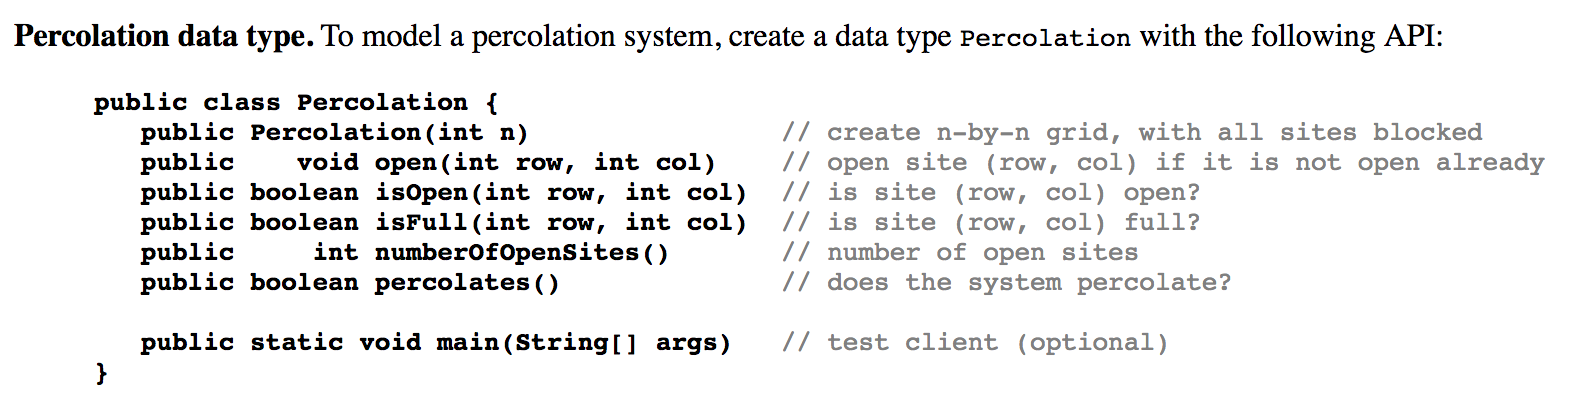 Percolation data type. To model a percolation system, create a data type Percolation with the following API:
public class Percolation {
public Percolation(int n) // create n-by-n grid, with all sites blocked
public void open(int row, int col) // open site (row, col) if it is not open already
public boolean isOpen(int row, int col) // is site (row, col) open?
public boolean isFull(int row, int col) // is site (row, col) full?
public int numberOfOpenSites() // number of open sites
public boolean percolates() // does the system percolate?
public static void main(String[] args) // test client (optional)
}